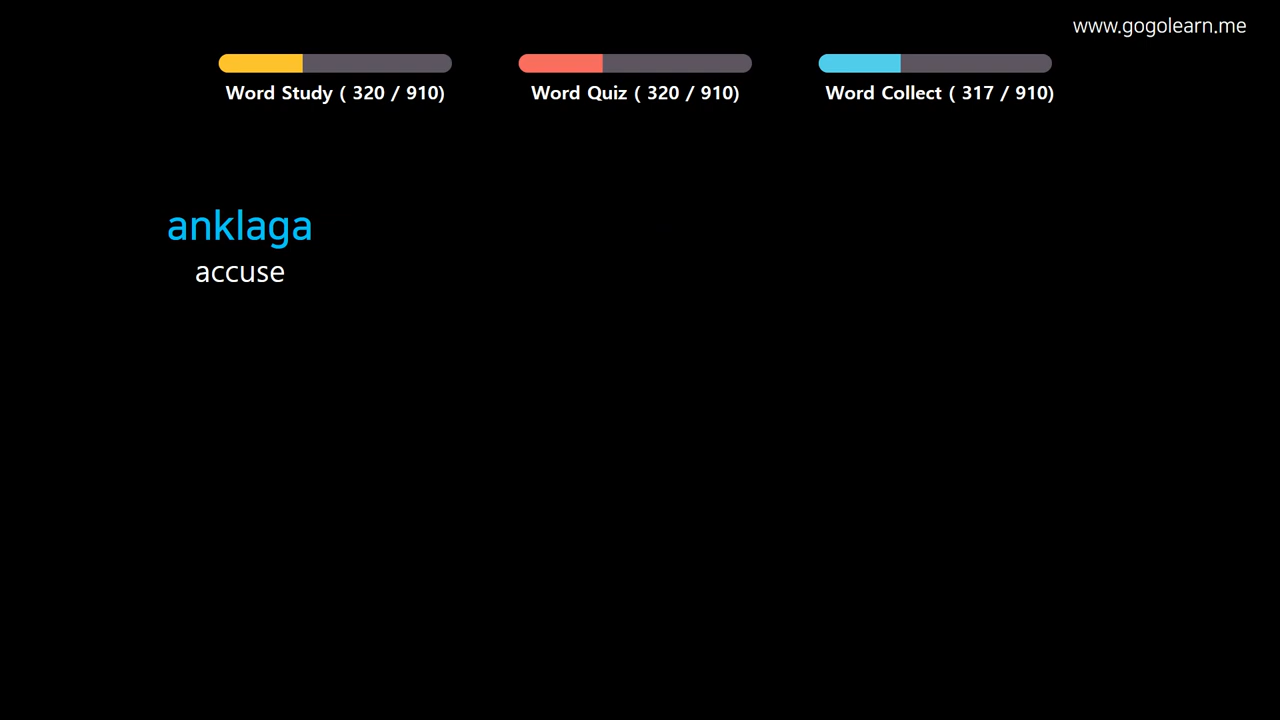 www.gogolearn.me
Word Study ( 320 / 910)
Word Quiz ( 320 / 910)
Word Collect ( 317 / 910)
anklaga
accuse